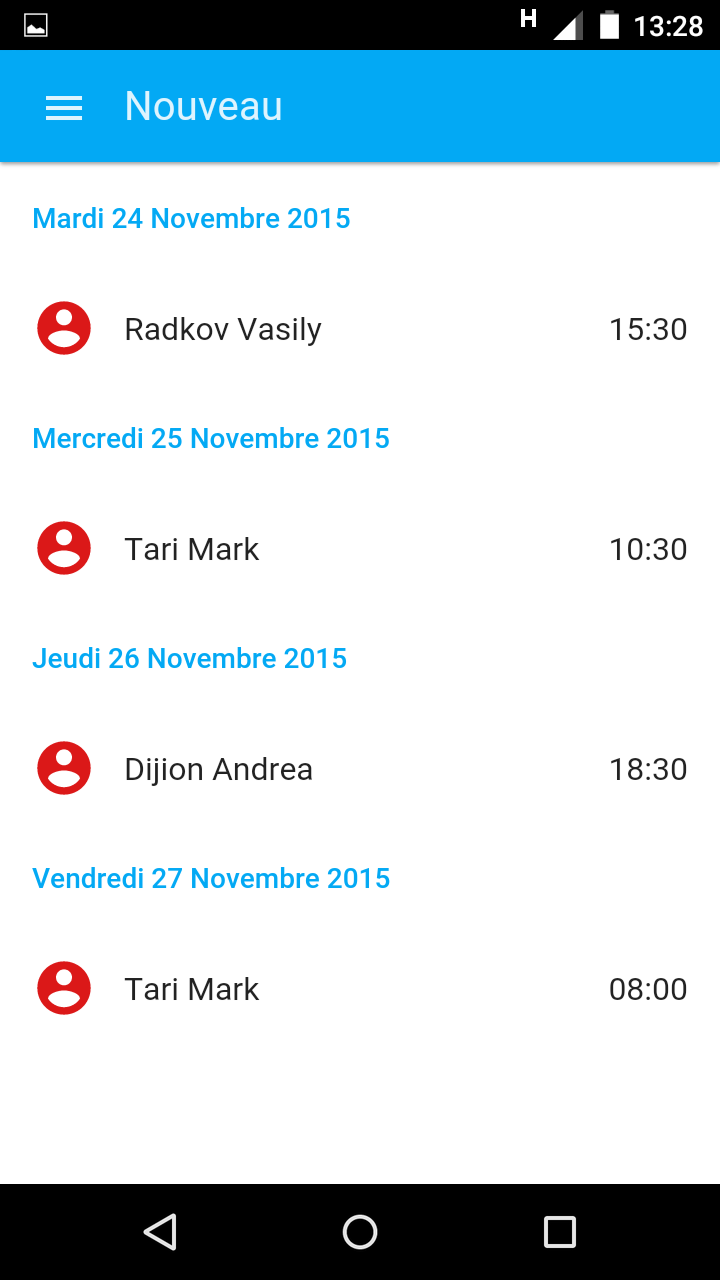 H 13:28
Nouveau
Mardi 24 Novembre 2015
Radkov Vasily 15:30
Mercredi 25 Novembre 2015
Tari Mark 10:30
Jeudi 26 Novembre 2015
Dijion Andrea 18:30
Vendredi 27 Novembre 2015
Tari Mark 08:00